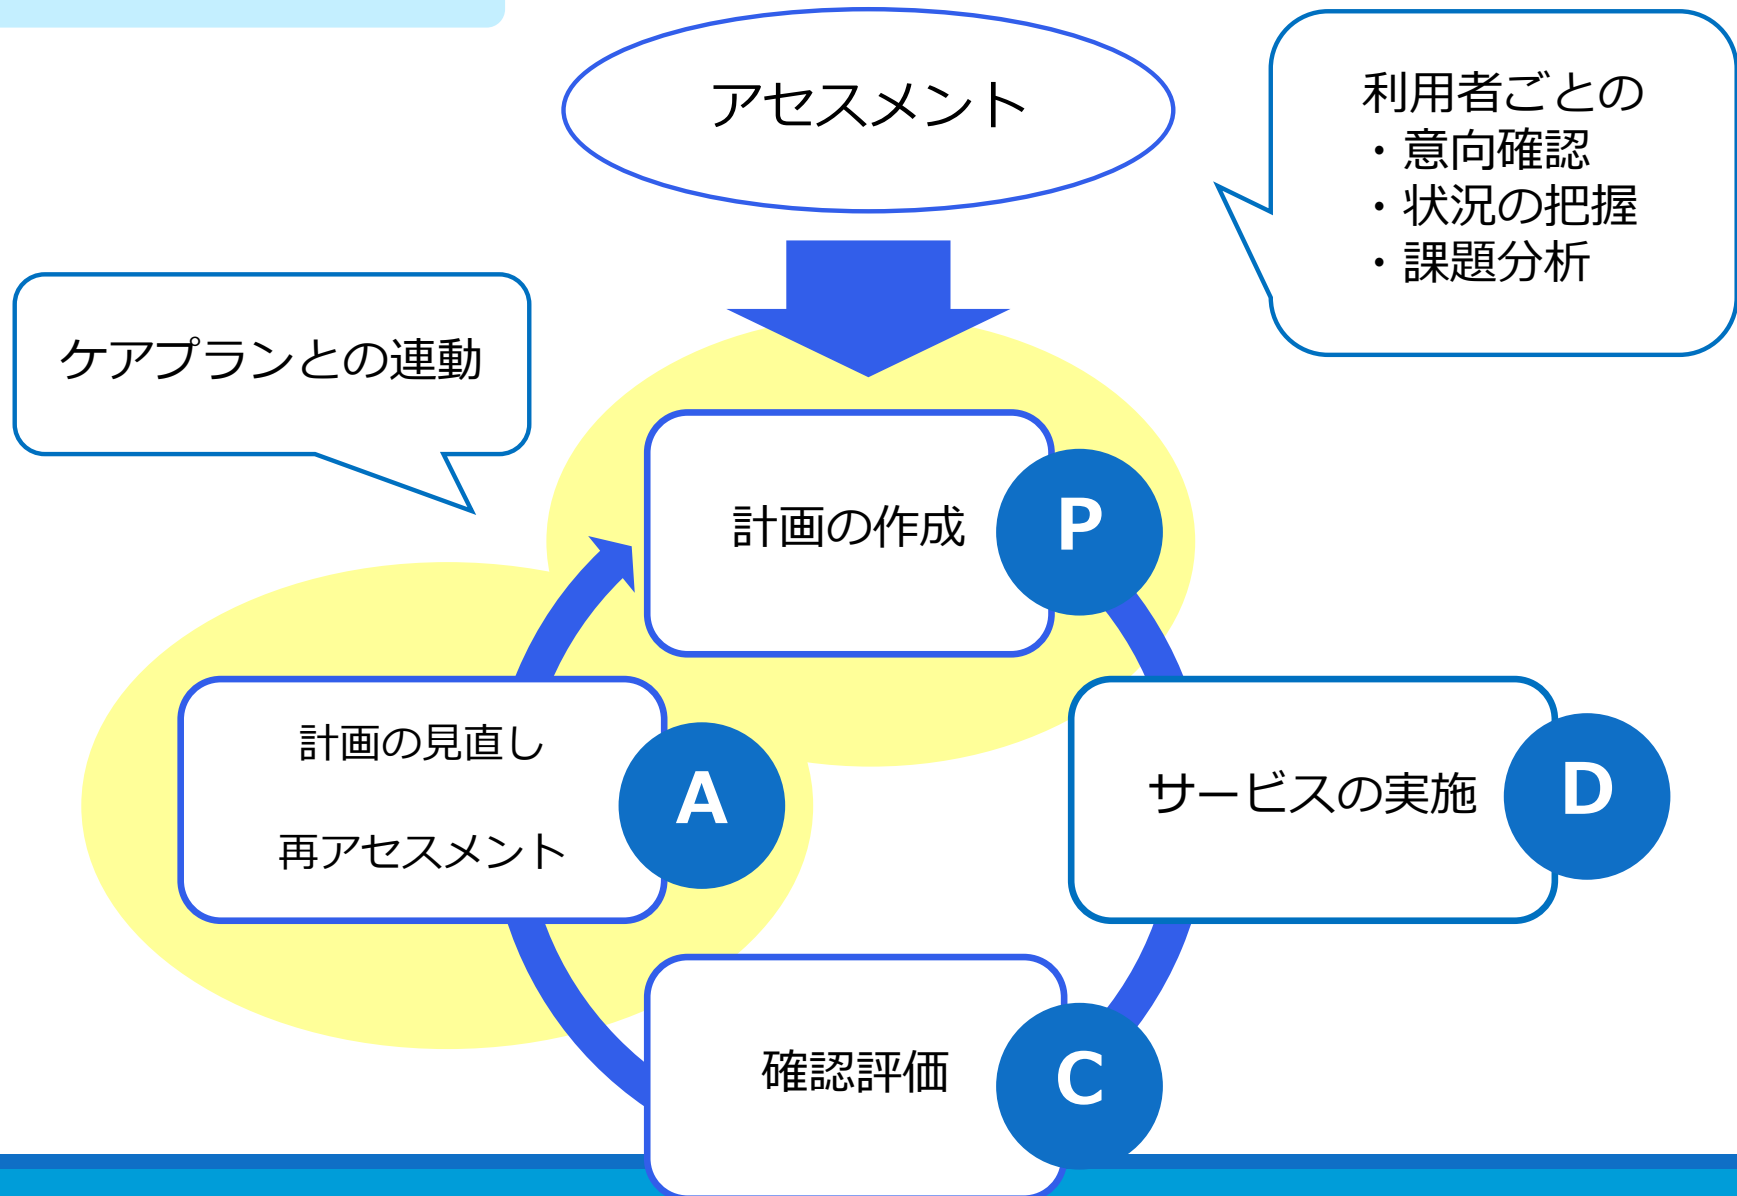 アセスメント
利用者ごとの
・意向確認
・状況の把握
・課題分析
ケアプランとの連動
計画の作成
P
サービスの実施
D
計画の見直し
再アセスメント
A
確認評価
C